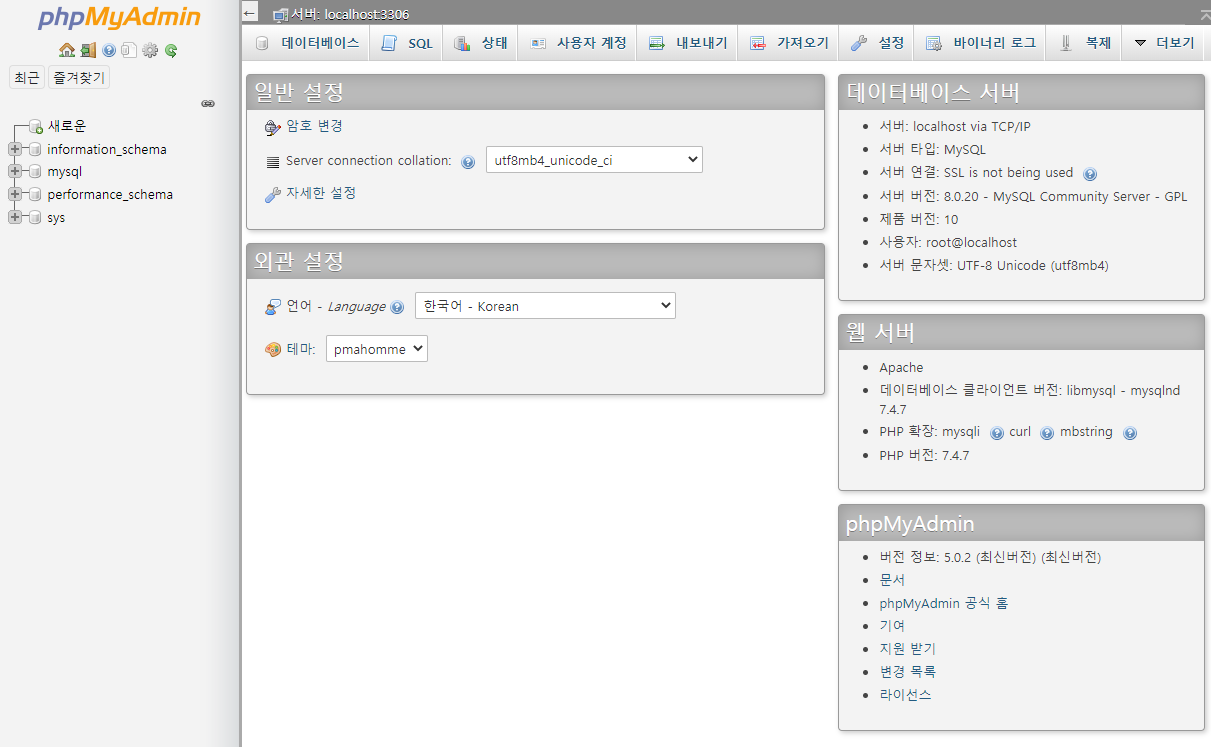 phpMyAdmin
최근 즐겨찾기
새로운
information_schema
mysql
performance_schema
sys
서버: localhost:3306
데이터베이스 SQL 상태 사용자 계정 내보내기 가져오기 설정 바이너리 로그 복제 더보기
일반 설정
암호 변경
Server connection collation: utf8mb4_unicode_ci
자세한 설정
외관 설정
언어 - Language 한국어 - Korean
테마: pmahomme
데이터베이스 서버
서버: localhost via TCP/IP
서버 타입: MySQL
서버 연결: SSL is not being used
서버 버전: 8.0.20 - MySQL Community Server - GPL
제품 버전: 10
사용자: root@localhost
서버 문자셋: UTF-8 Unicode (utf8mb4)
웹 서버
Apache
데이터베이스 클라이언트 버전: libmysql - mysqlnd
7.4.7
PHP 확장: mysqli curl mbstring
PHP 버전: 7.4.7
phpMyAdmin
버전 정보: 5.0.2 (최신버전) (최신버전)
문서
phpMyAdmin 공식 홈
기여
지원 받기
변경 목록
라이선스